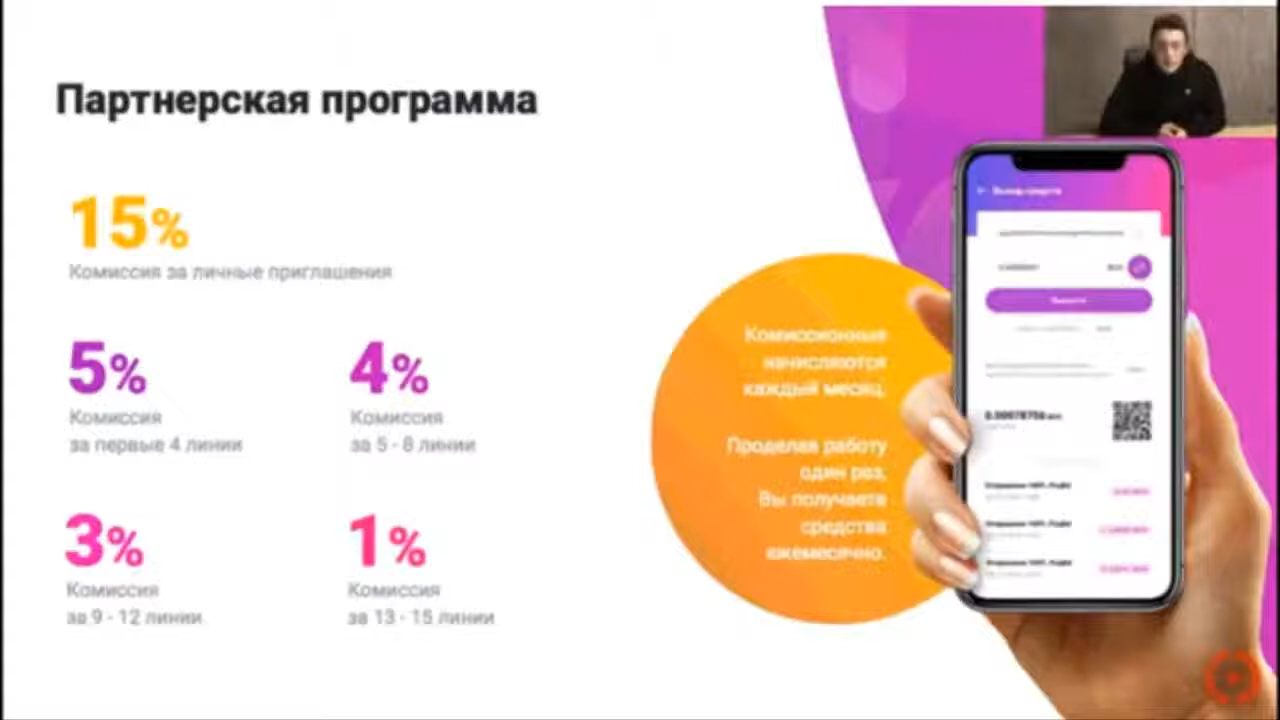 Партнерская программа
15%
Комиссия за личные приглашения
5%
Комиссия
за первые 4 линии
4%
Комиссия
за 5 - 8 линии
3%
Комиссия
за 9 - 12 линии
1%
Комиссия
за 13 - 15 линии
Комиссионные
начисляются
каждый месяц.
Проделав работу
один раз,
Вы получаете
средства
ежемесячно.